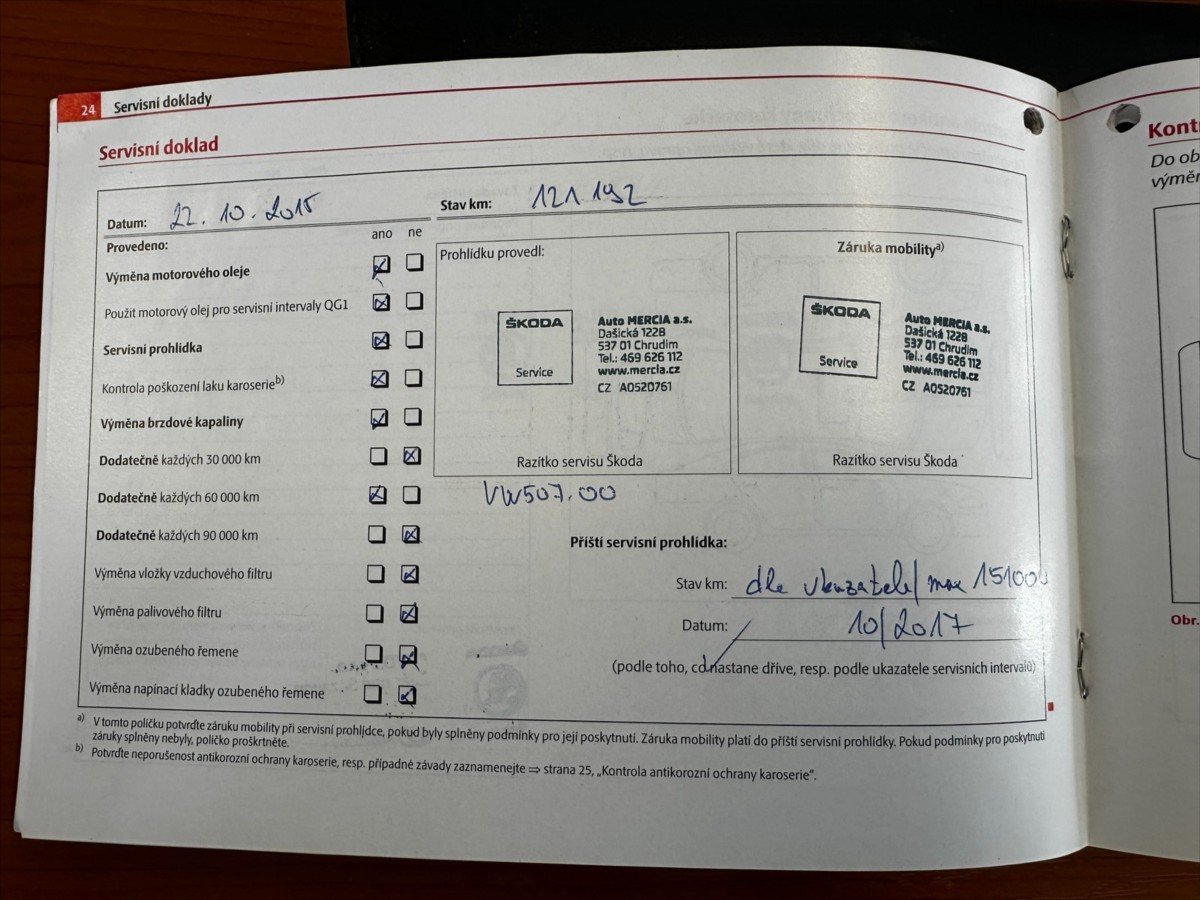 24 Servisní doklady
Servisní doklad
Datum: 22. 10. 2015 Stav km: 121 192
Provedeno: ano ne
Výměna motorového oleje
Použit motorový olej pro servisní intervaly QG1
Servisní prohlídka
Kontrola poškození laku karoserie b)
Výměna brzdové kapaliny
Dodatečně každých 30 000 km
Dodatečně každých 60 000 km
Dodatečně každých 90 000 km
Výměna vložky vzduchového filtru
Výměna palivového filtru
Výměna ozubeného řemene
Výměna napínací kladky ozubeného řemene
Prohlídku provedl:
ŠKODA
Service
Auto MERCIA a.s.
Dašická 1228
537 01 Chrudim
Tel.: 469 626 112
www.mercia.cz
CZ A0520761
Razítko servisu Škoda
Záruka mobility a)
ŠKODA
Service
Auto MERCIA a.s.
Dašická 1228
537 01 Chrudim
Tel.: 469 626 112
www.mercia.cz
CZ A0520761
Razítko servisu Škoda
VW507.00
Příští servisní prohlídka:
Stav km: dle ukazatele/ max 151000
Datum: 10/2017
(podle toho, co nastane dříve, resp. podle ukazatele servisních intervalů)
a) V tomto políčku potvrďte záruku mobility při servisní prohlídce, pokud byly splněny podmínky pro její poskytnutí. Záruka mobility platí do příští servisní prohlídky. Pokud podmínky pro poskytnutí
záruky splněny nebyly, políčko proškrtněte.
b) Potvrďte neporušenost antikorozní ochrany karoserie, resp. případné závady zaznamenejte ⇒ strana 25, „Kontrola antikorozní ochrany karoserie“.
Kont
Do ob
výměn
Obr.